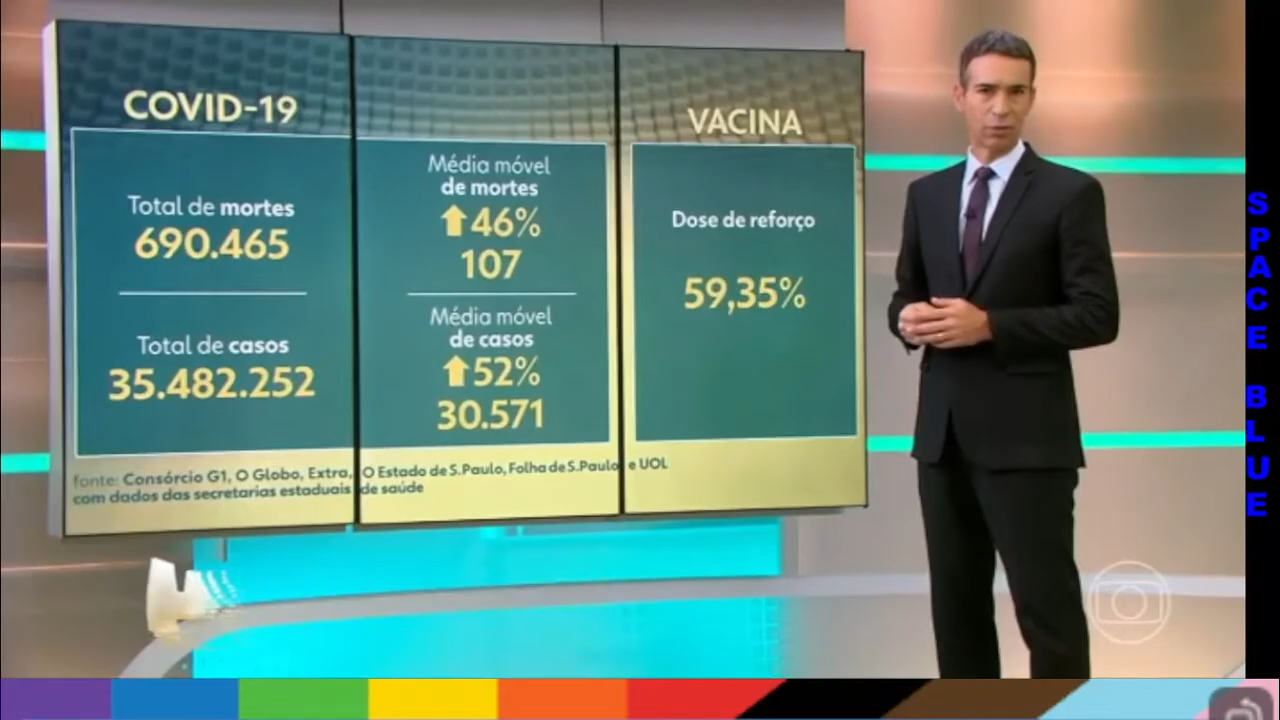 COVID-19
Total de mortes
690.465
Total de casos
35.482.252
Média móvel
de mortes
46%
107
Média móvel
de casos
52%
30.571
VACINA
Dose de reforço
59,35%
fonte: Consórcio G1, O Globo, Extra, O Estado de S.Paulo, Folha de S.Paulo e UOL
com dados das secretarias estaduais de saúde
SPACE BLUE